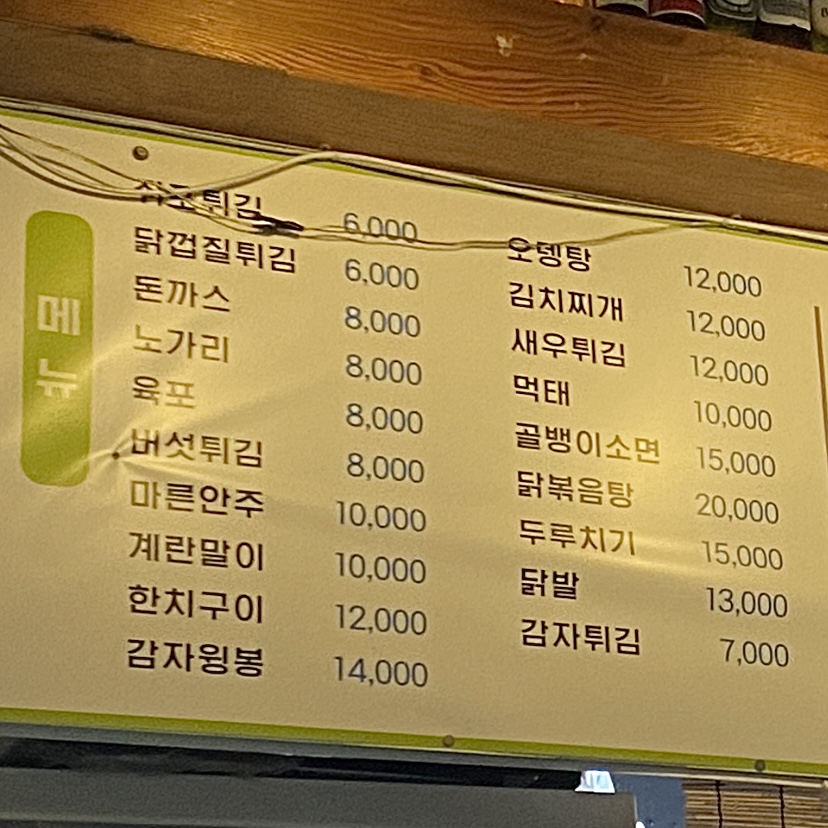 메뉴
쥐포튀김 6,000
닭껍질튀김 6,000
돈까스 8,000
노가리 8,000
육포 8,000
버섯튀김 8,000
마른안주 10,000
계란말이 10,000
한치구이 12,000
감자윙봉 14,000
오뎅탕 12,000
김치찌개 12,000
새우튀김 12,000
먹태 10,000
골뱅이소면 15,000
닭볶음탕 20,000
두루치기 15,000
닭발 13,000
감자튀김 7,000